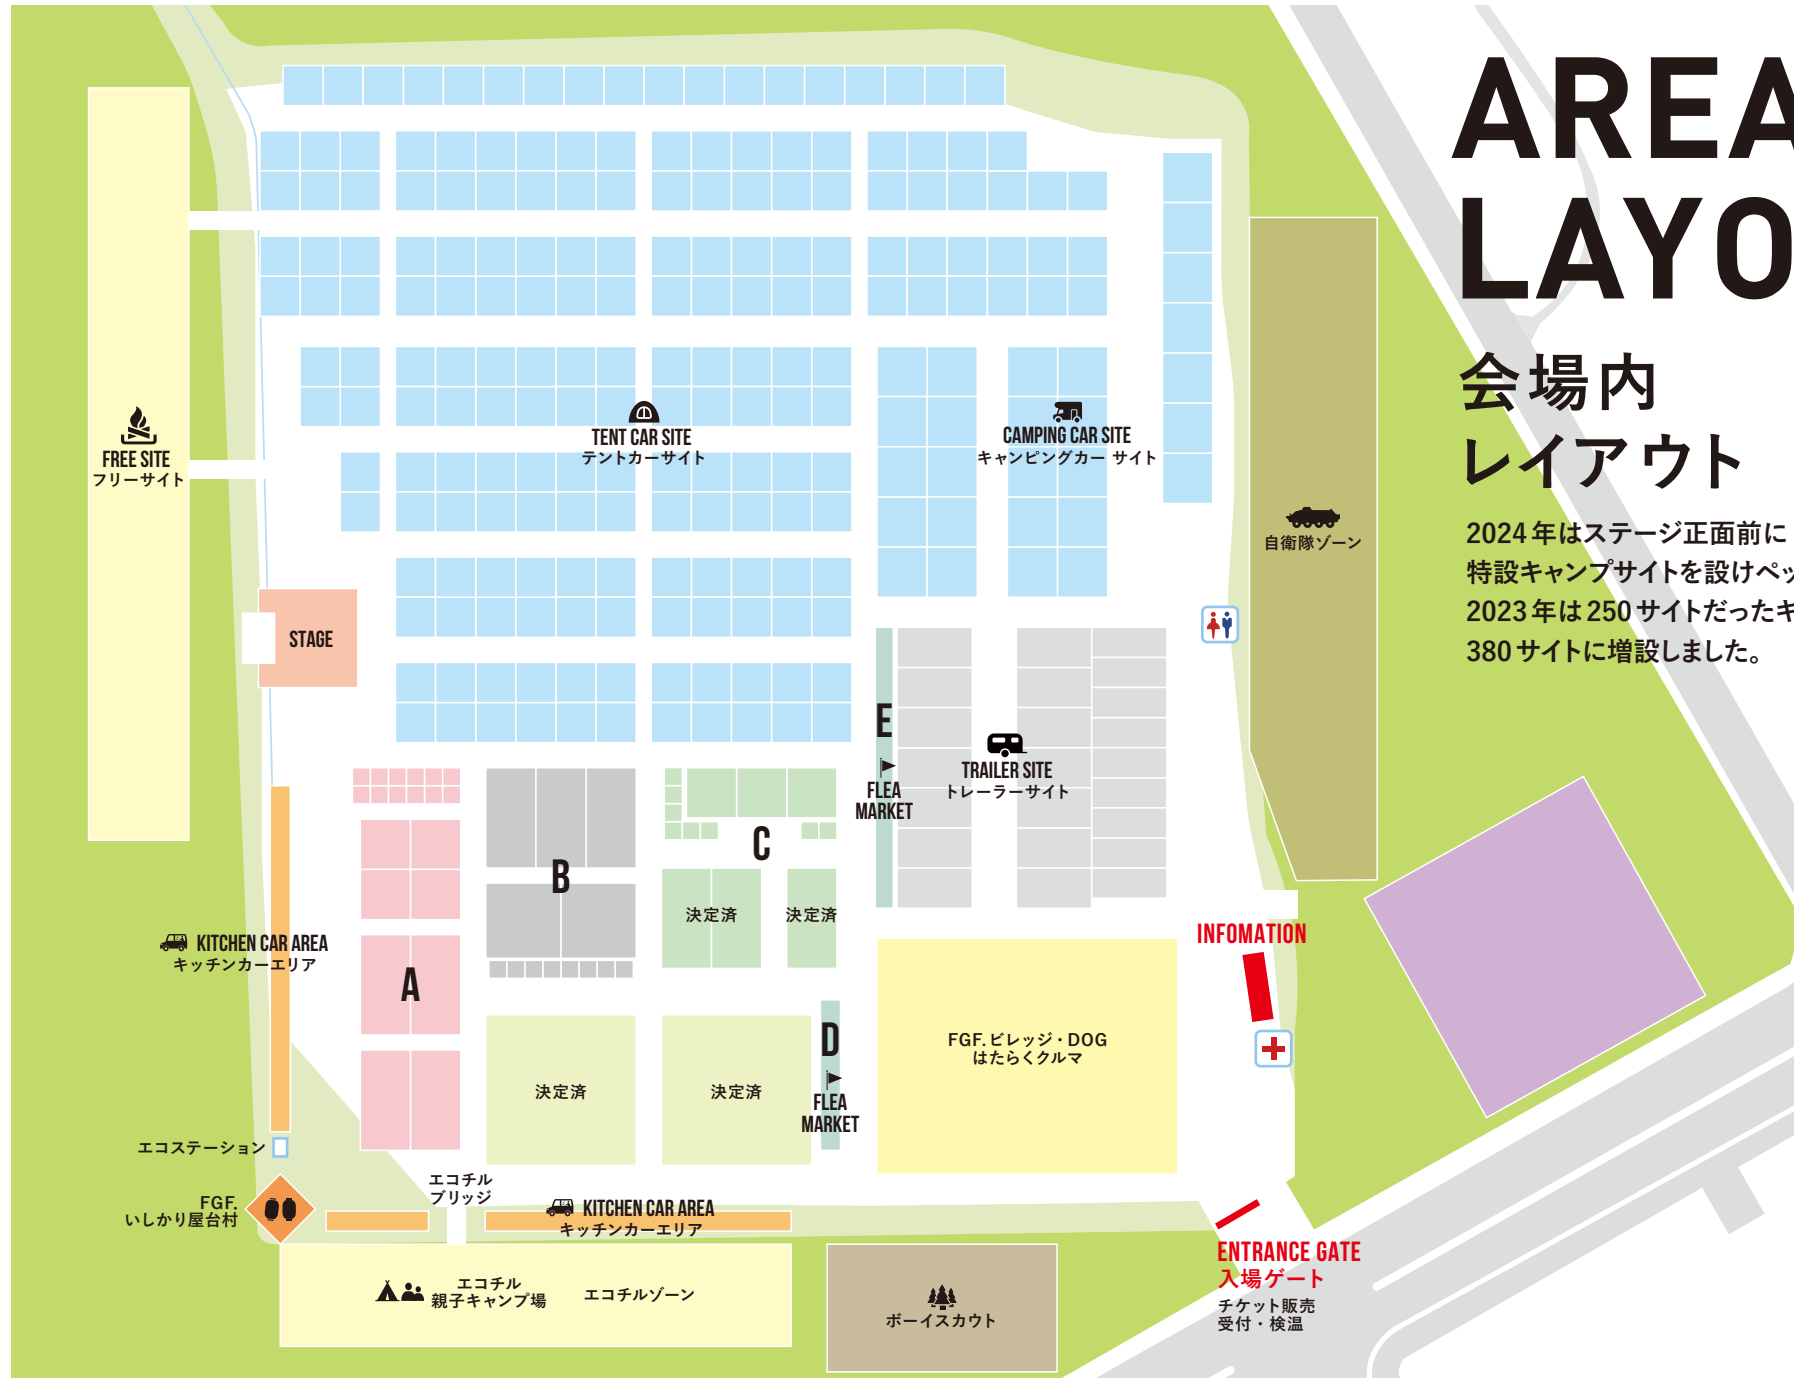 AREA
LAYO
会場内
レイアウト
2024年はステージ正面前に
特設キャンプサイトを設けペッ
2023年は250サイトだったキ
380サイトに増設しました。
FREE SITE
フリーサイト
TENT CAR SITE
テントカーサイト
CAMPING CAR SITE
キャンピングカー サイト
自衛隊ゾーン
STAGE
E
FLEA
MARKET
TRAILER SITE
トレーラーサイト
B
C
決定済
決定済
KITCHEN CAR AREA
キッチンカーエリア
A
INFOMATION
D
FLEA
MARKET
FGF.ビレッジ・DOG
はたらくクルマ
決定済
決定済
エコステーション
エコチル
ブリッジ
FGF.
いしかり屋台村
KITCHEN CAR AREA
キッチンカーエリア
ENTRANCE GATE
入場ゲート
チケット販売
受付・検温
エコチル
親子キャンプ場
エコチルゾーン
ボーイスカウト